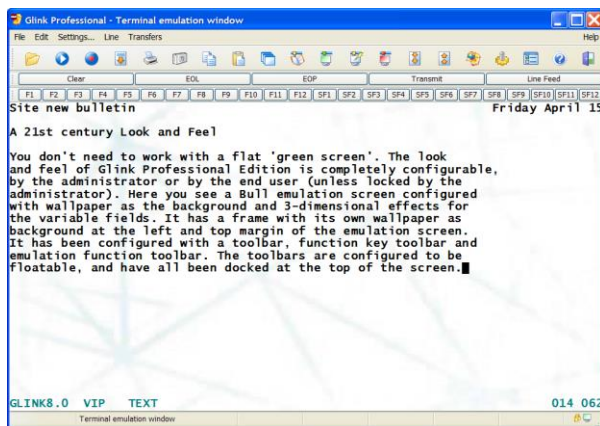 Glink Professional - Terminal emulation window
File Edit Settings... Line Transfers Help
Clear EOL EOP Transmit Line Feed
F1 F2 F3 F4 F5 F6 F7 F8 F9 F10 F11 F12 SF1 SF2 SF3 SF4 SF5 SF6 SF7 SF8 SF9 SF10 SF11 SF12
Site new bulletin Friday April 15
A 21st century Look and Feel
You don't need to work with a flat 'green screen'. The look
and feel of Glink Professional Edition is completely configurable,
by the administrator or by the end user (unless locked by the
administrator). Here you see a Bull emulation screen configured
with wallpaper as the background and 3-dimensional effects for
the variable fields. It has a frame with its own wallpaper as
background at the left and top margin of the emulation screen.
It has been configured with a toolbar, function key toolbar and
emulation function toolbar. The toolbars are configured to be
floatable, and have all been docked at the top of the screen.
GLINK8.0 VIP TEXT 014 062
Terminal emulation window